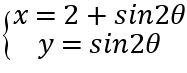 x = 2 + sin2θ
y = sin2θ